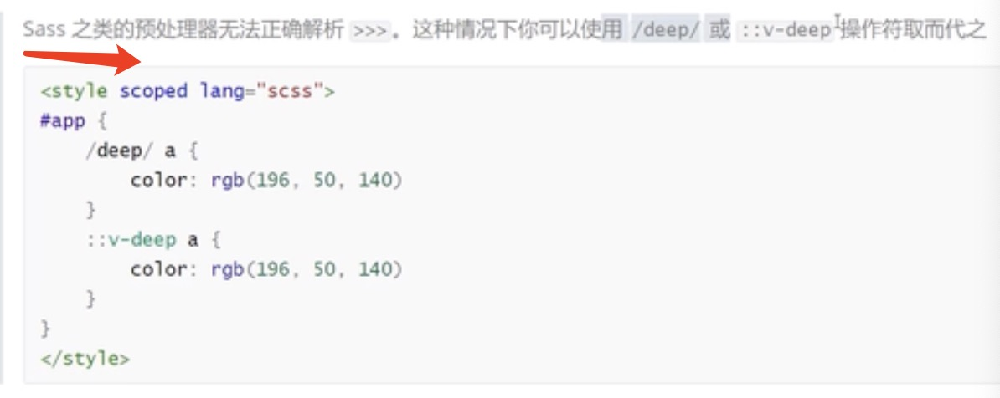 Sass 之类的预处理器无法正确解析 >>>。这种情况下你可以使用 /deep/ 或 ::v-deep 操作符取而代之
<style scoped lang="scss">
#app {
    /deep/ a {
        color: rgb(196, 50, 140)
    }
    ::v-deep a {
        color: rgb(196, 50, 140)
    }
}
</style>